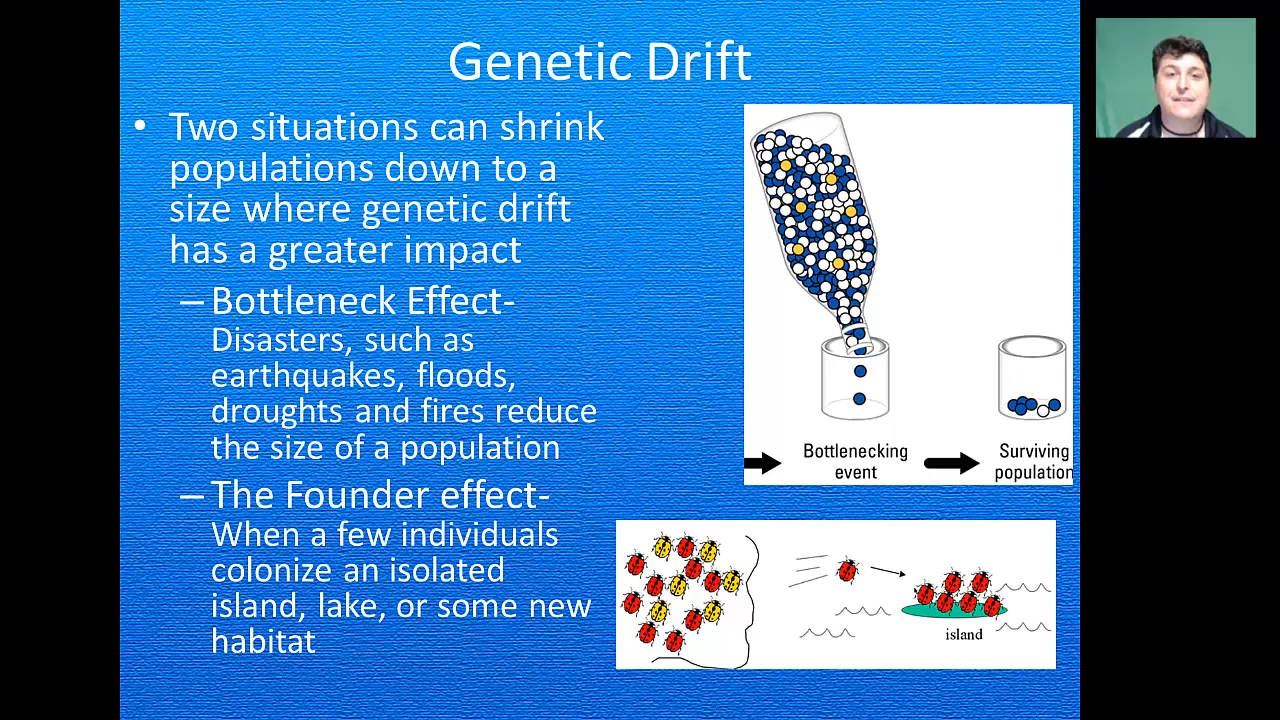 Genetic Drift
• Two situations can shrink
populations down to a
size where genetic drift
has a greater impact
–Bottleneck Effect-
Disasters, such as
earthquakes, floods,
droughts and fires reduce
the size of a population
–The Founder effect-
When a few individuals
colonize an isolated
island, lake, or some new
habitat
Bottlenecking
event
Surviving
population
island